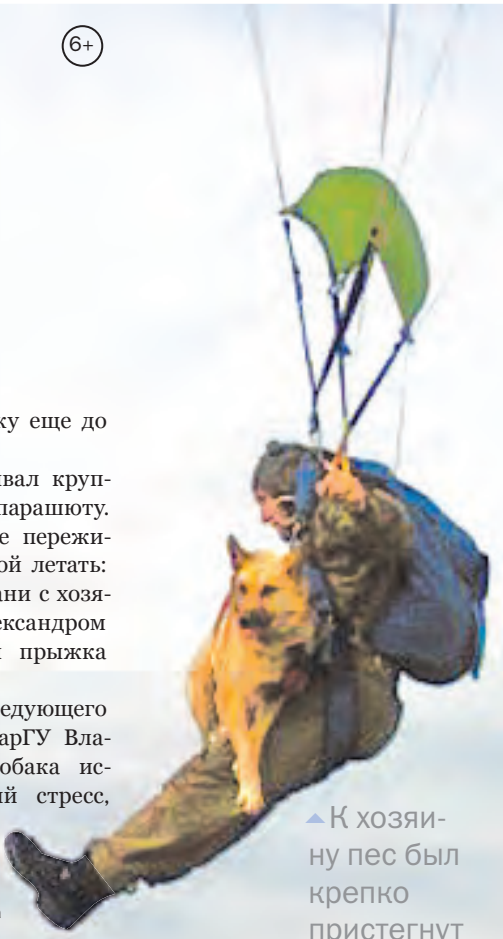 6+
ку еще до
вал круп-
парашюту.
е пережи-
ой летать:
ани с хозя-
ександром
прыжка
едующего
арГУ Вла-
обака ис-
ий стресс,
К хозяи-
ну пес был
крепко
пристегнут